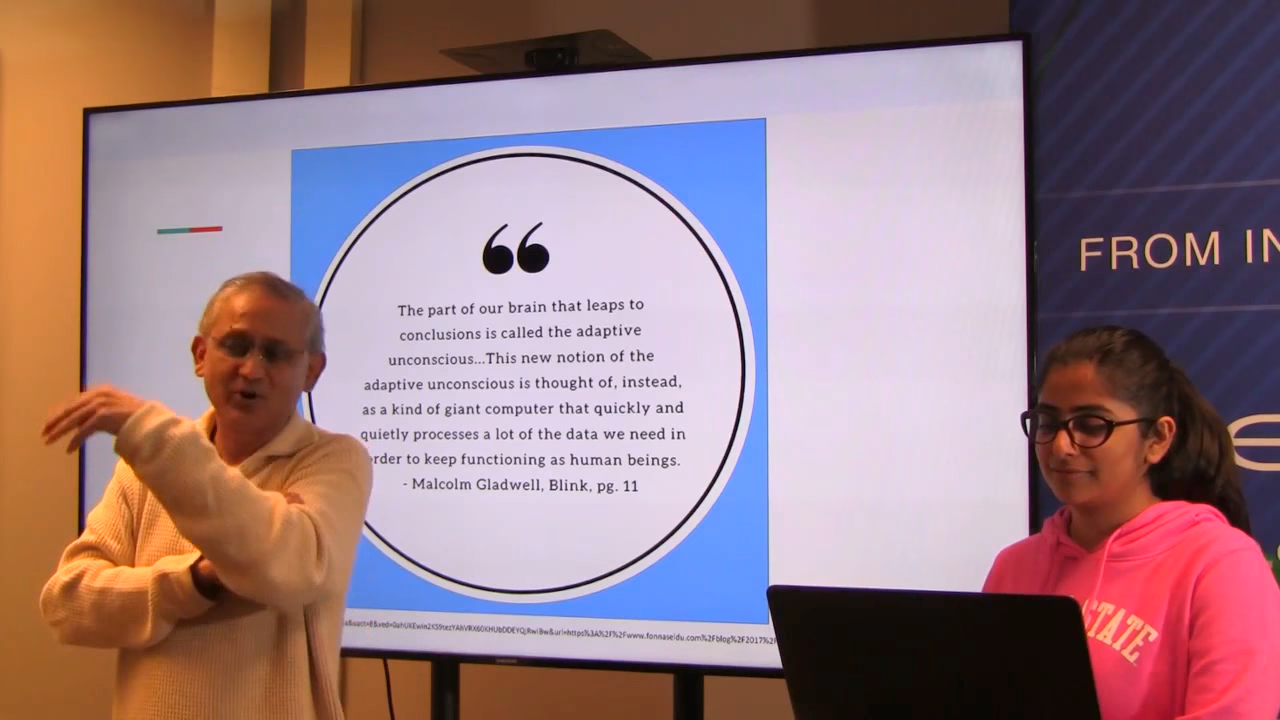 ❝
The part of our brain that leaps to
conclusions is called the adaptive
unconscious...This new notion of the
adaptive unconscious is thought of, instead,
as a kind of giant computer that quickly and
quietly processes a lot of the data we need in
order to keep functioning as human beings.
- Malcolm Gladwell, Blink, pg. 11
FROM IN
STATE